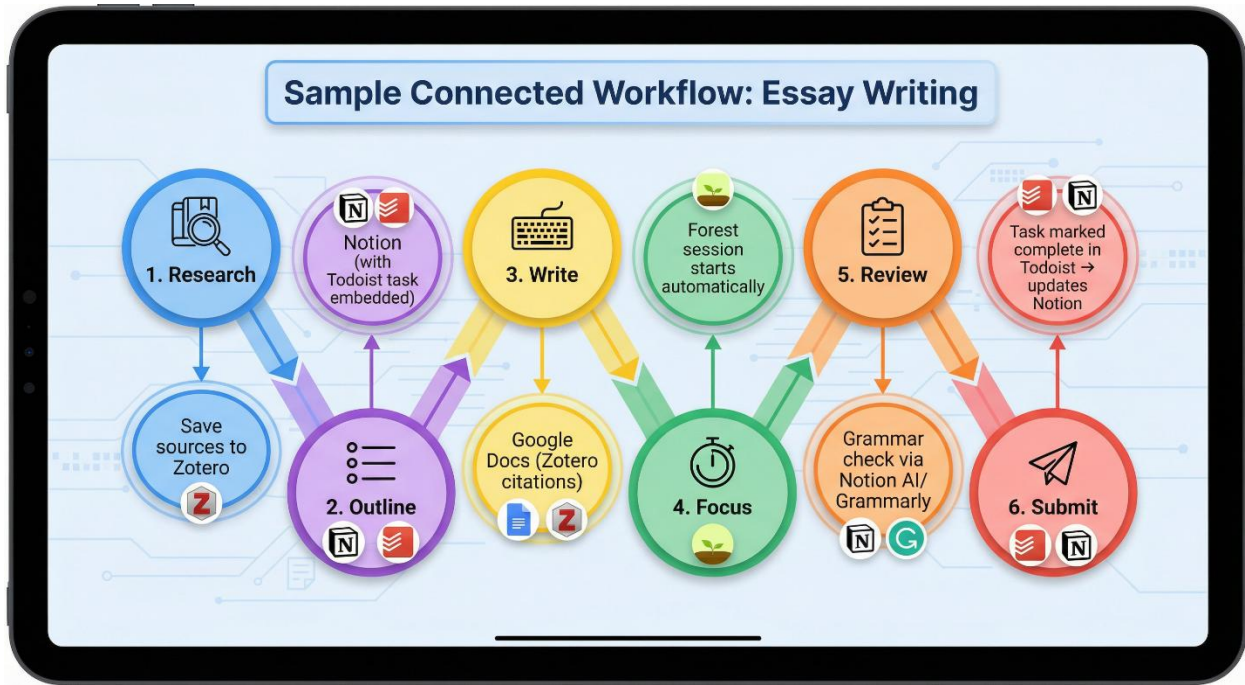 Sample Connected Workflow: Essay Writing
1. Research
Save
sources to
Zotero
Z
Notion
(with
Todoist task
embedded)
N
2. Outline
N
3. Write
Google
Docs (Zotero
citations)
Z
Forest
session
starts
automatically
4. Focus
5. Review
Grammar
check via
Notion AI/
Grammarly
N
G
Task marked
complete in
Todoist →
updates
Notion
N
6. Submit
N